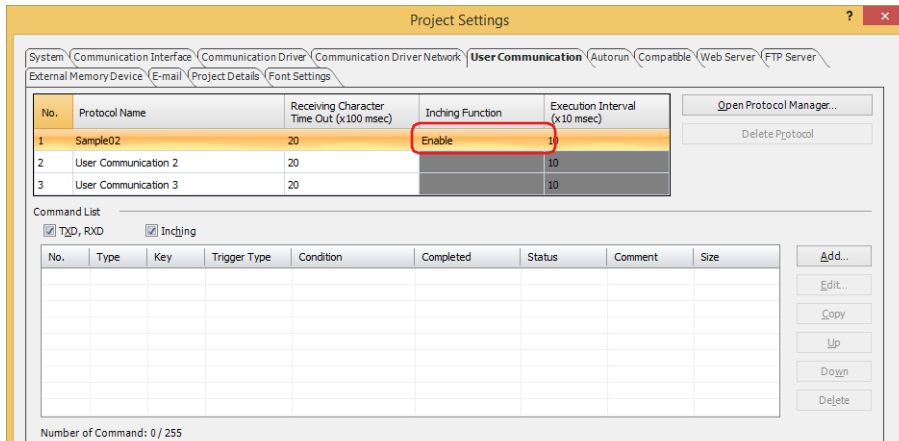 Project Settings
? ×
System Communication Interface Communication Driver Communication Driver Network User Communication Autorun Compatible Web Server FTP Server
External Memory Device E-mail Project Details Font Settings
No. Protocol Name Receiving Character Time Out (x100 msec) Inching Function Execution Interval (x10 msec)
Open Protocol Manager...
1 Sample02 20 Enable 10
Delete Protocol
2 User Communication 2 20 10
3 User Communication 3 20 10
Command List
TXD, RXD Inching
No. Type Key Trigger Type Condition Completed Status Comment Size
Add...
Edit...
Copy
Up
Down
Delete
Number of Command: 0 / 255